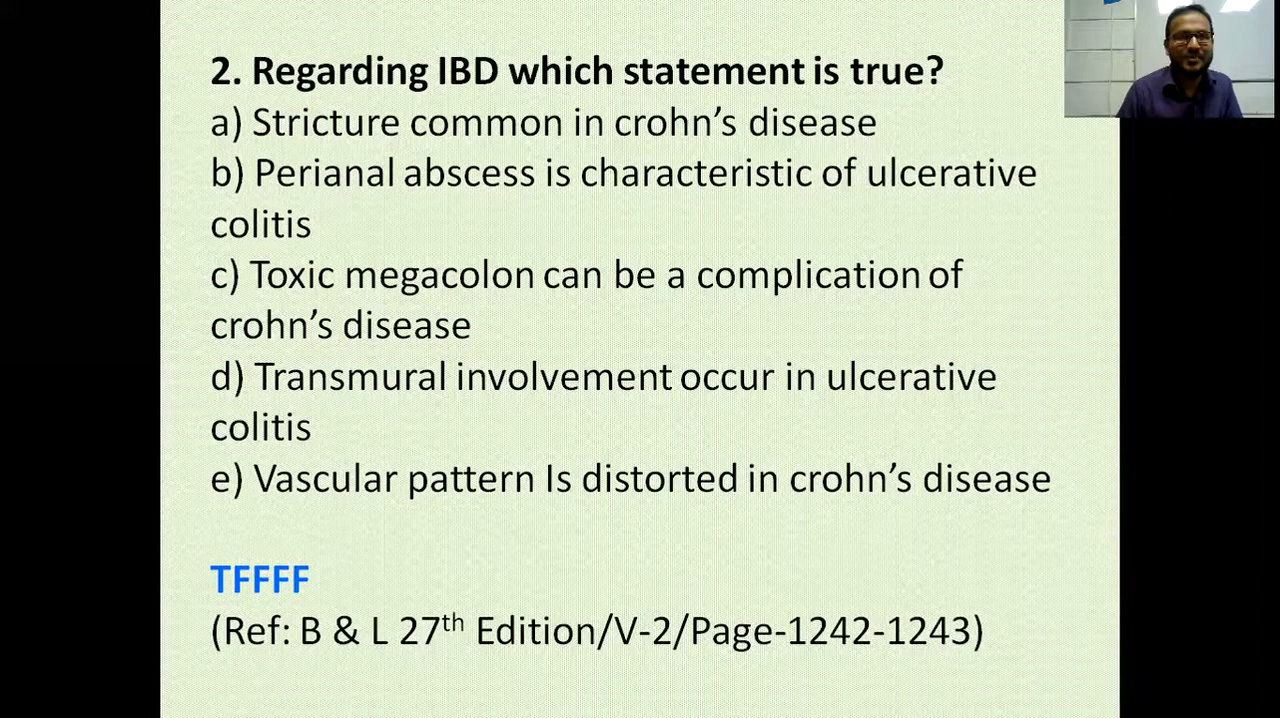 2. Regarding IBD which statement is true?
a) Stricture common in crohn’s disease
b) Perianal abscess is characteristic of ulcerative
colitis
c) Toxic megacolon can be a complication of
crohn’s disease
d) Transmural involvement occur in ulcerative
colitis
e) Vascular pattern Is distorted in crohn’s disease
TFFFF
(Ref: B & L 27th Edition/V-2/Page-1242-1243)